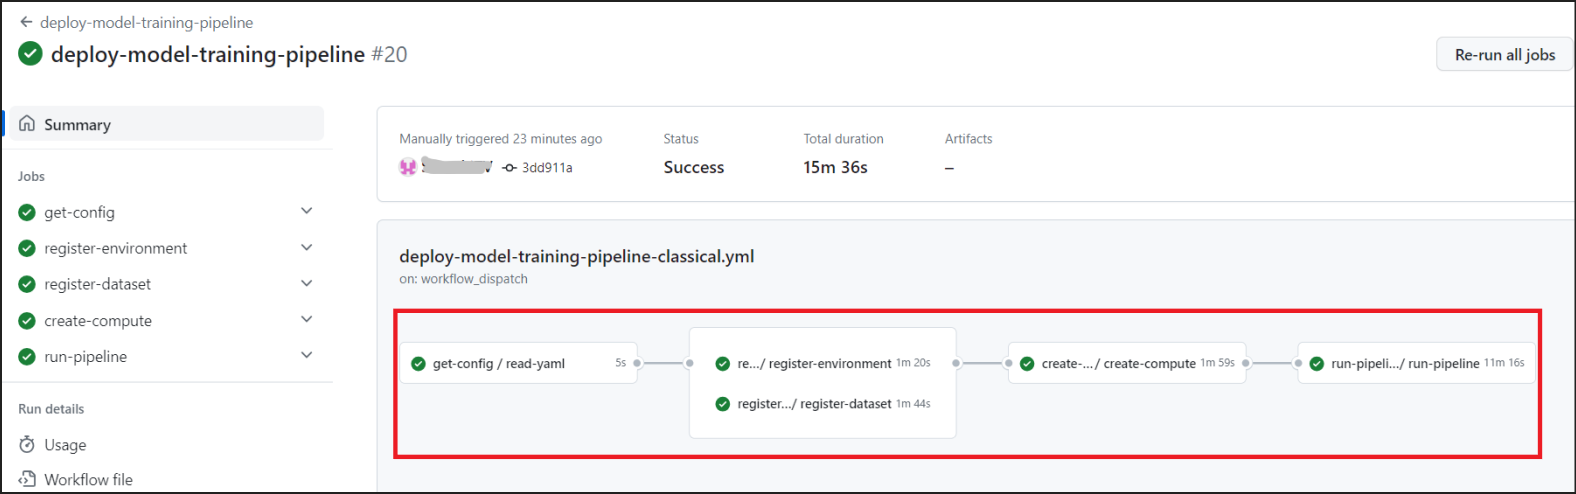 deploy-model-training-pipeline
deploy-model-training-pipeline #20
Re-run all jobs
Summary
Jobs
get-config
register-environment
register-dataset
create-compute
run-pipeline
Run details
Usage
Workflow file
Manually triggered 23 minutes ago
3dd911a
Status
Success
Total duration
15m 36s
Artifacts
–
deploy-model-training-pipeline-classical.yml
on: workflow_dispatch
get-config / read-yaml 5s
re.../ register-environment 1m 20s
register.../ register-dataset 1m 44s
create-.../ create-compute 1m 59s
run-pipeli.../ run-pipeline 11m 16s